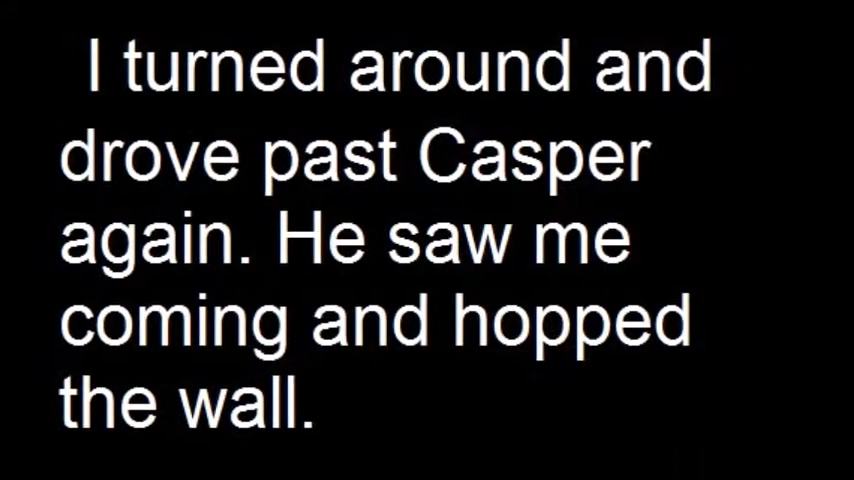 I turned around and
drove past Casper
again. He saw me
coming and hopped
the wall.